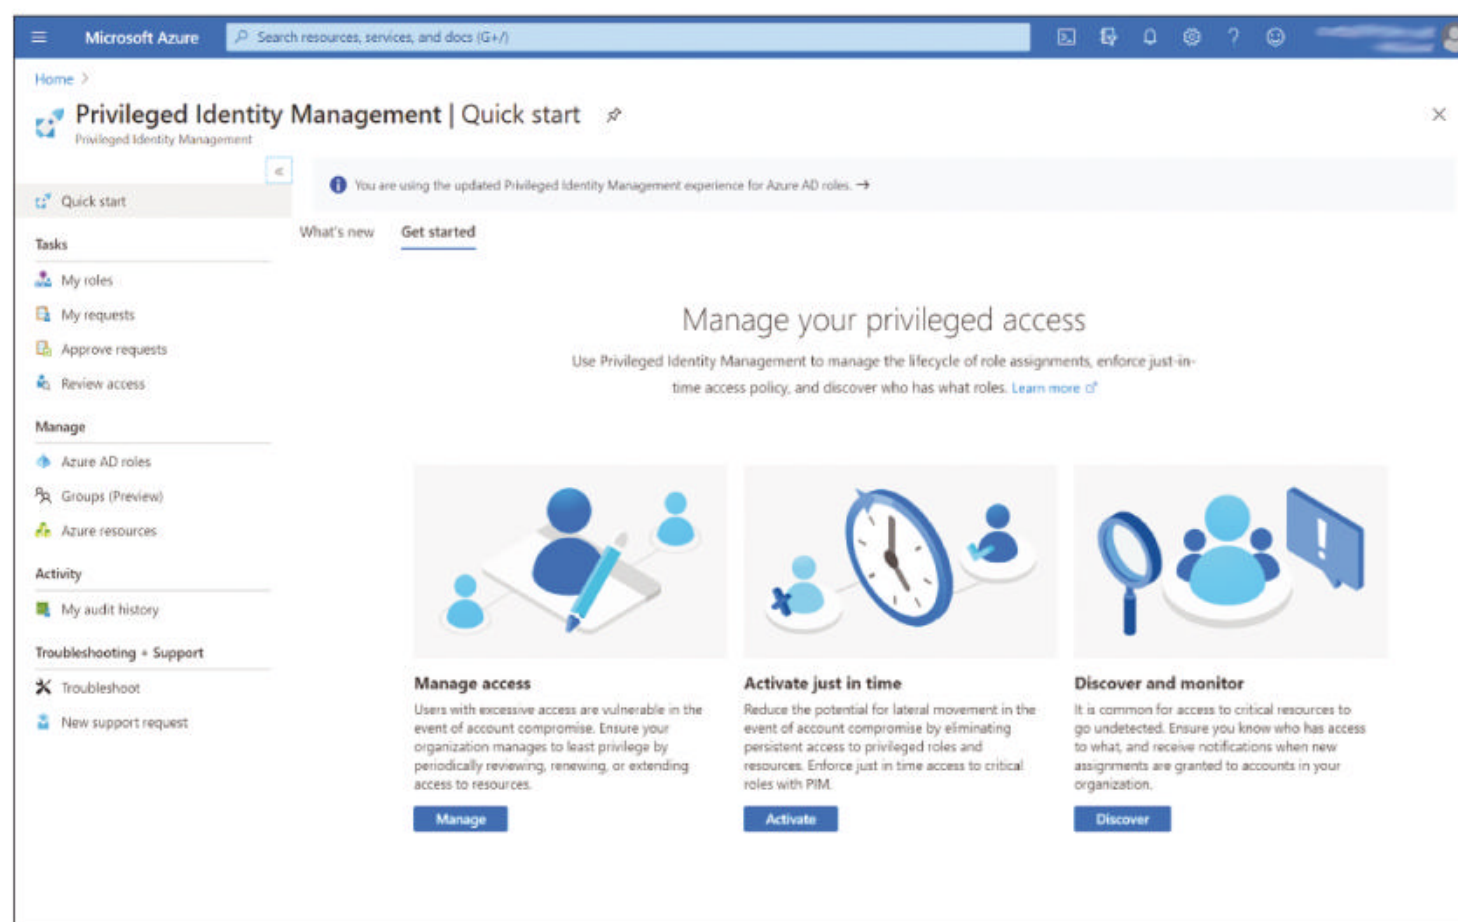 Microsoft Azure
Search resources, services, and docs (G+/)
Home >
Privileged Identity Management | Quick start
Privileged Identity Management
«
You are using the updated Privileged Identity Management experience for Azure AD roles. →
Quick start
What's new
Get started
Tasks
My roles
My requests
Approve requests
Review access
Manage
Azure AD roles
Groups (Preview)
Azure resources
Activity
My audit history
Troubleshooting + Support
Troubleshoot
New support request
Manage your privileged access
Use Privileged Identity Management to manage the lifecycle of role assignments, enforce just-in-
time access policy, and discover who has what roles. Learn more
Manage access
Users with excessive access are vulnerable in the
event of account compromise. Ensure your
organization manages to least privilege by
periodically reviewing, renewing, or extending
access to resources.
Manage
Activate just in time
Reduce the potential for lateral movement in the
event of account compromise by eliminating
persistent access to privileged roles and
resources. Enforce just in time access to critical
roles with PIM.
Activate
Discover and monitor
It is common for access to critical resources to
go undetected. Ensure you know who has access
to what, and receive notifications when new
assignments are granted to accounts in your
organization.
Discover